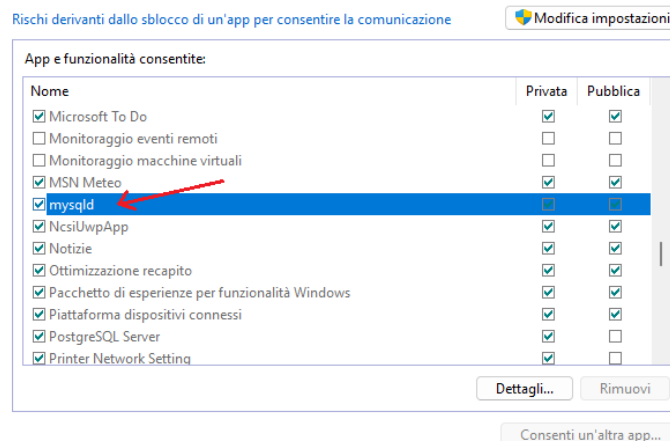 Rischi derivanti dallo sblocco di un'app per consentire la comunicazione Modifica impostazioni
App e funzionalità consentite:
Nome Privata Pubblica
Microsoft To Do
Monitoraggio eventi remoti
Monitoraggio macchine virtuali
MSN Meteo
mysqld
NcsiUwpApp
Notizie
Ottimizzazione recapito
Pacchetto di esperienze per funzionalità Windows
Piattaforma dispositivi connessi
PostgreSQL Server
Printer Network Setting
Dettagli... Rimuovi
Consenti un'altra app...